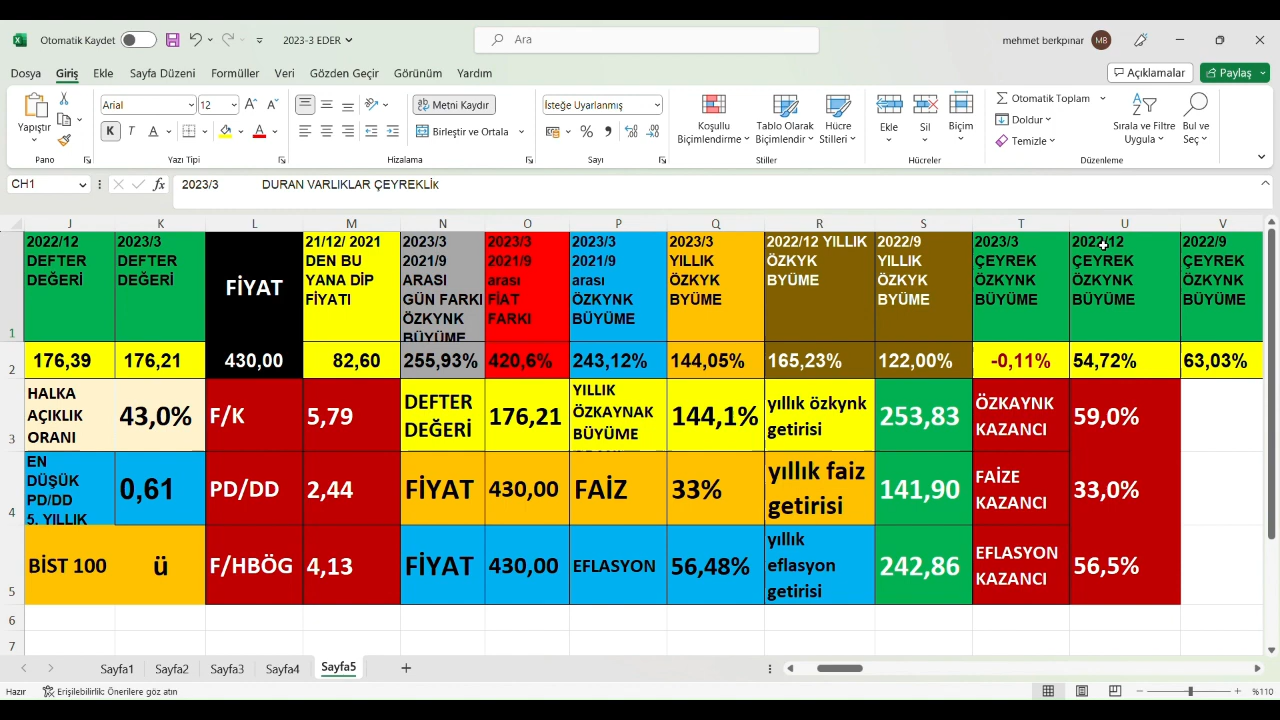 Otomatik Kaydet
2023-3 EDER
Ara
mehmet berkpınar
MB
Dosya Giriş Ekle Sayfa Düzeni Formüller Veri Gözden Geçir Görünüm Yardım
Açıklamalar
Paylaş
Yapıştır
Pano
Arial
12
K T A
Yazı Tipi
Metni Kaydır
Birleştir ve Ortala
Hizalama
İsteğe Uyarlanmış
Sayı
Koşullu
Biçimlendirme
Tablo Olarak
Biçimlendir
Hücre
Stilleri
Stiller
Ekle
Sil
Biçim
Hücreler
Otomatik Toplam
Doldur
Temizle
Sırala ve Filtre
Uygula
Bul ve
Seç
Düzenleme
CH1
fx
2023/3 DURAN VARLIKLAR ÇEYREKLİK
J K L M N O P Q R S T U V
1
2022/12
DEFTER
DEĞERİ
2023/3
DEFTER
DEĞERİ
FİYAT
21/12/ 2021
DEN BU
YANA DİP
FİYATI
2023/3
2021/9
ARASI
GÜN FARKI
ÖZKYNK
BÜYÜME
2023/3
2021/9
arası
FİAT
FARKI
2023/3
2021/9
arası
ÖZKYNK
BÜYÜME
2023/3
YILLIK
ÖZKYK
BYÜME
2022/12 YILLIK
ÖZKYK
BYÜME
2022/9
YILLIK
ÖZKYK
BYÜME
2023/3
ÇEYREK
ÖZKYNK
BÜYÜME
2022/12
ÇEYREK
ÖZKYNK
BÜYÜME
2022/9
ÇEYREK
ÖZKYNK
BÜYÜME
2
176,39 176,21 430,00 82,60 255,93% 420,6% 243,12% 144,05% 165,23% 122,00% -0,11% 54,72% 63,03%
3
HALKA
AÇIKLIK
ORANI
43,0%
F/K
5,79
DEFTER
DEĞERİ
176,21
YILLIK
ÖZKAYNAK
BÜYÜME
144,1%
yıllık özkynk
getirisi
253,83
ÖZKAYNK
KAZANCI
59,0%
4
EN
DÜŞÜK
PD/DD
5. YILLIK
0,61
PD/DD
2,44
FİYAT
430,00
FAİZ
33%
yıllık faiz
getirisi
141,90
FAİZE
KAZANCI
33,0%
5
BİST 100
ü
F/HBÖG
4,13
FİYAT
430,00
EFLASYON
56,48%
yıllık
eflasyon
getirisi
242,86
EFLASYON
KAZANCI
56,5%
6
7
Sayfa1 Sayfa2 Sayfa3 Sayfa4 Sayfa5
Hazır
Erişilebilirlik: Önerilere göz atın
%110